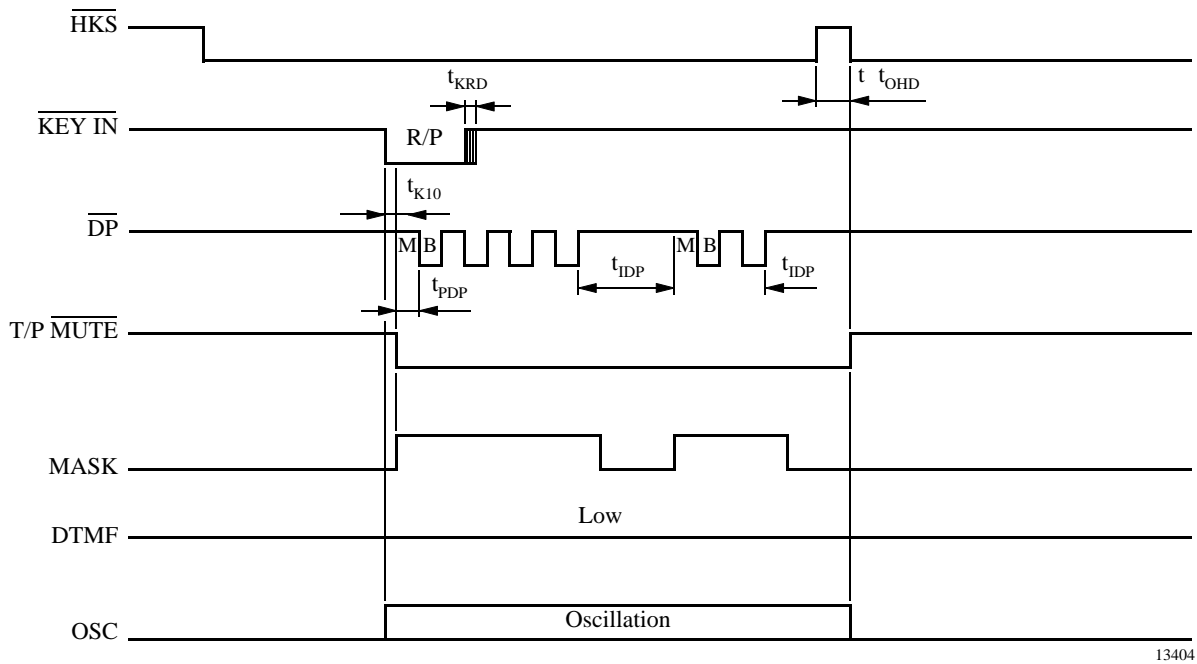 HKS
t t_OHD
t_KRD
KEY IN
R/P
t_K10
DP
M B
M B
t_IDP
t_IDP
t_PDP
T/P MUTE
MASK
Low
DTMF
Oscillation
OSC
13404